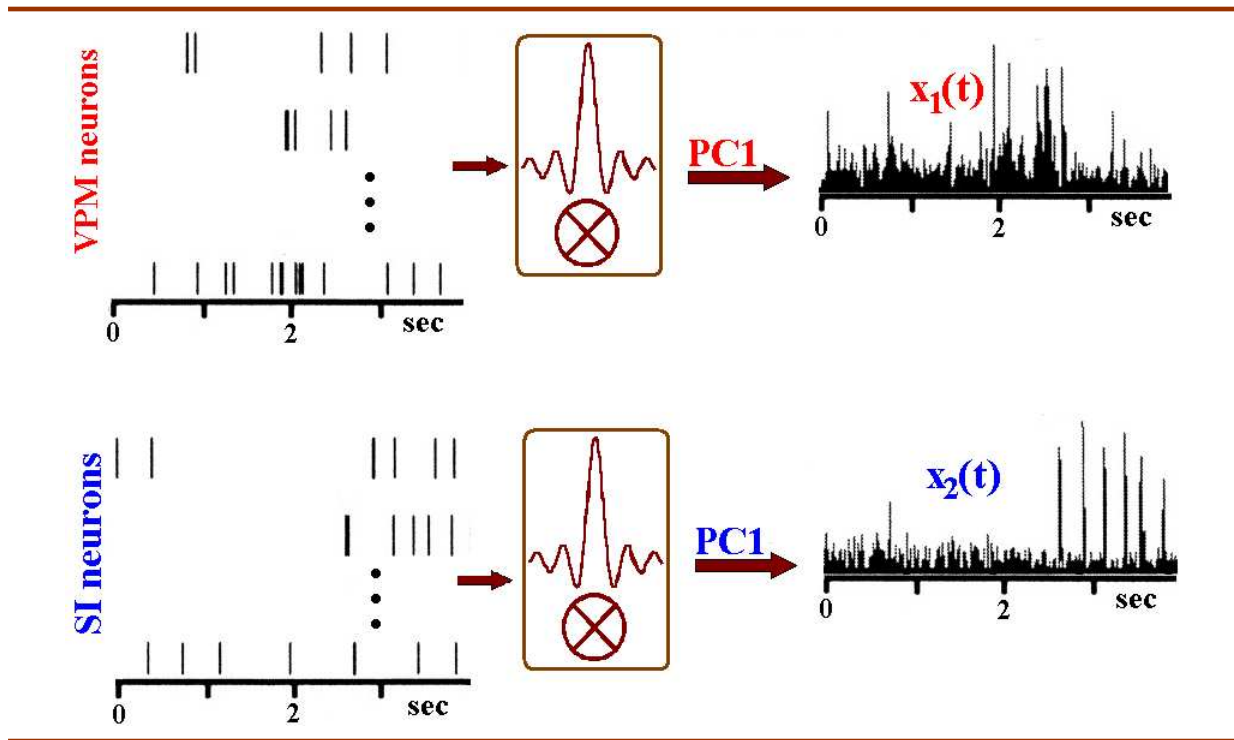 VPM neurons
0
2
sec
PC1
x₁(t)
0
2
sec
SI neurons
0
2
sec
PC1
x₂(t)
0
2
sec